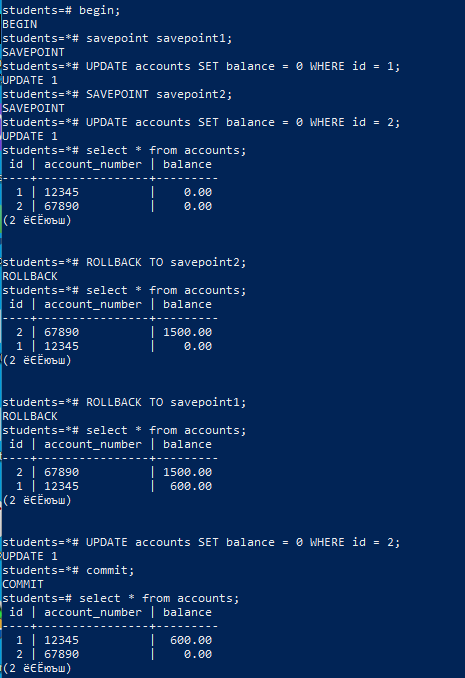 students=# begin;
BEGIN
students=*# savepoint savepoint1;
SAVEPOINT
students=*# UPDATE accounts SET balance = 0 WHERE id = 1;
UPDATE 1
students=*# SAVEPOINT savepoint2;
SAVEPOINT
students=*# UPDATE accounts SET balance = 0 WHERE id = 2;
UPDATE 1
students=*# select * from accounts;
 id | account_number | balance
----+----------------+---------
  1 | 12345          |    0.00
  2 | 67890          |    0.00
(2 ёЄЁюъш)
students=*# ROLLBACK TO savepoint2;
ROLLBACK
students=*# select * from accounts;
 id | account_number | balance
----+----------------+---------
  2 | 67890          | 1500.00
  1 | 12345          |    0.00
(2 ёЄЁюъш)
students=*# ROLLBACK TO savepoint1;
ROLLBACK
students=*# select * from accounts;
 id | account_number | balance
----+----------------+---------
  2 | 67890          | 1500.00
  1 | 12345          |  600.00
(2 ёЄЁюъш)
students=*# UPDATE accounts SET balance = 0 WHERE id = 2;
UPDATE 1
students=*# commit;
COMMIT
students=# select * from accounts;
 id | account_number | balance
----+----------------+---------
  1 | 12345          |  600.00
  2 | 67890          |    0.00
(2 ёЄЁюъш)